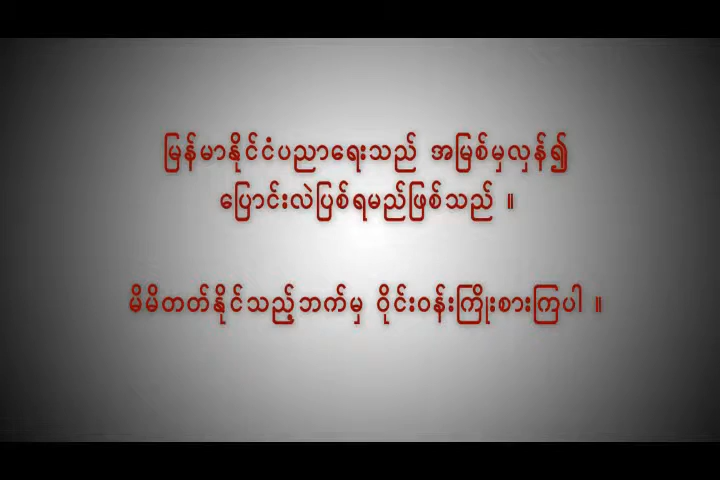 မြန်မာနိုင်ငံပညာရေးသည် အမြစ်မှလှန်၍
ပြောင်းလဲပြစ်ရမည်ဖြစ်သည် ။
မိမိတတ်နိုင်သည့်ဘက်မှ ဝိုင်းဝန်းကြိုးစားကြပါ ။